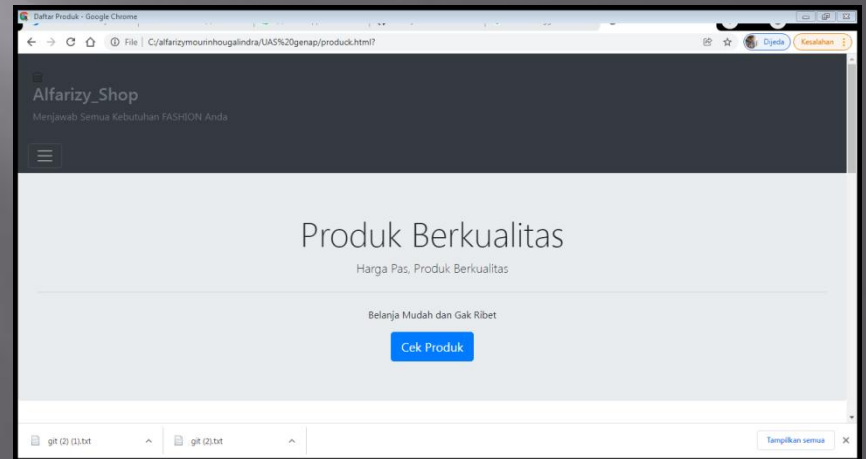 Daftar Produk - Google Chrome
File | C:/alfarizymourinhougalindra/UAS%20genap/produck.html?
Dijeda
Kesalahan
Alfarizy_Shop
Menjawab Semua Kebutuhan FASHION Anda
Produk Berkualitas
Harga Pas, Produk Berkualitas
Belanja Mudah dan Gak Ribet
Cek Produk
git (2) (1).txt
git (2).txt
Tampilkan semua